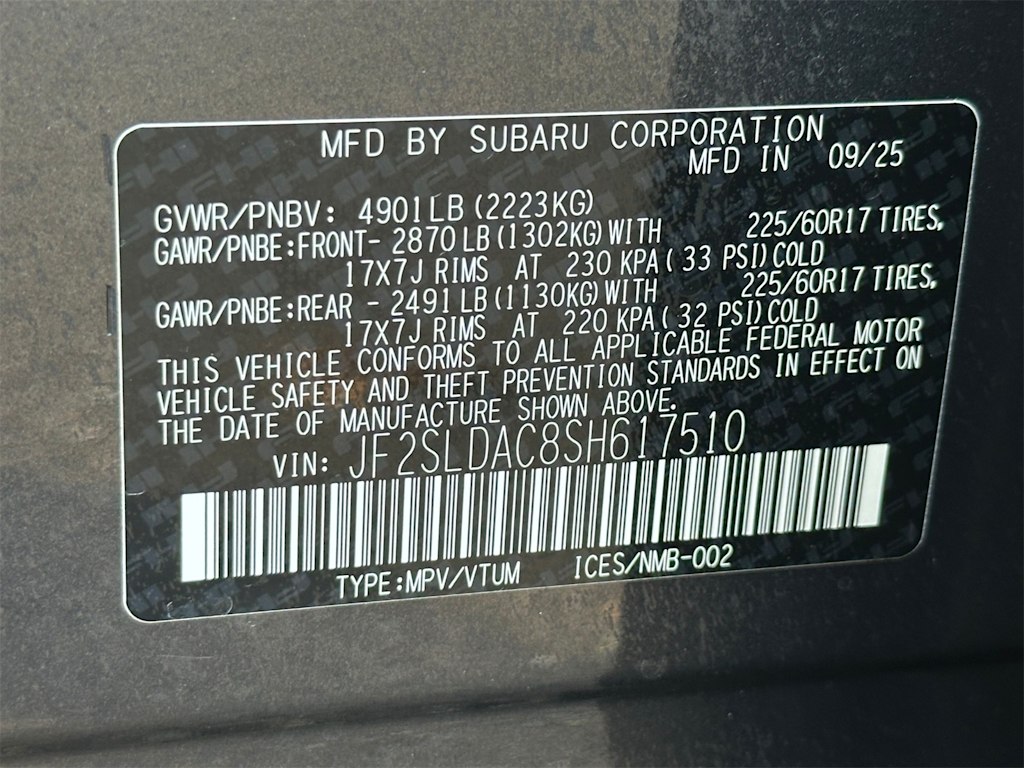 MFD BY SUBARU CORPORATION
MFD IN 09/25
GVWR/PNBV: 4901LB (2223KG)
GAWR/PNBE:FRONT- 2870LB (1302KG) WITH 225/60R17 TIRES,
17X7J RIMS AT 230 KPA ( 33 PSI) COLD
GAWR/PNBE:REAR - 2491LB (1130KG) WITH 225/60R17 TIRES,
17X7J RIMS AT 220 KPA ( 32 PSI) COLD
THIS VEHICLE CONFORMS TO ALL APPLICABLE FEDERAL MOTOR
VEHICLE SAFETY AND THEFT PREVENTION STANDARDS IN EFFECT ON
THE DATE OF MANUFACTURE SHOWN ABOVE.
VIN: JF2SLDAC8SH617510
TYPE:MPV/VTUM ICES/NMB-002